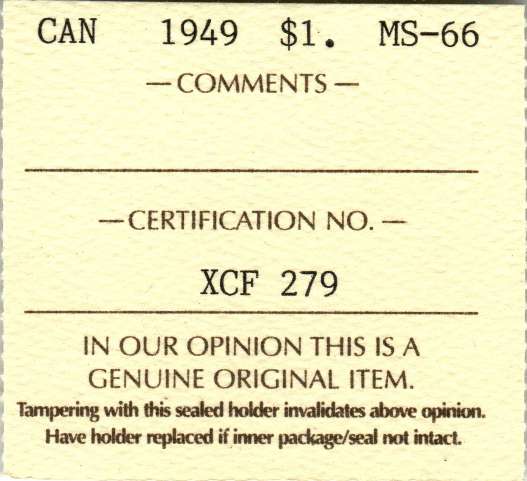 CAN 1949 $1. MS-66
— COMMENTS —
— CERTIFICATION NO. —
XCF 279
IN OUR OPINION THIS IS A
GENUINE ORIGINAL ITEM.
Tampering with this sealed holder invalidates above opinion.
Have holder replaced if inner package/seal not intact.